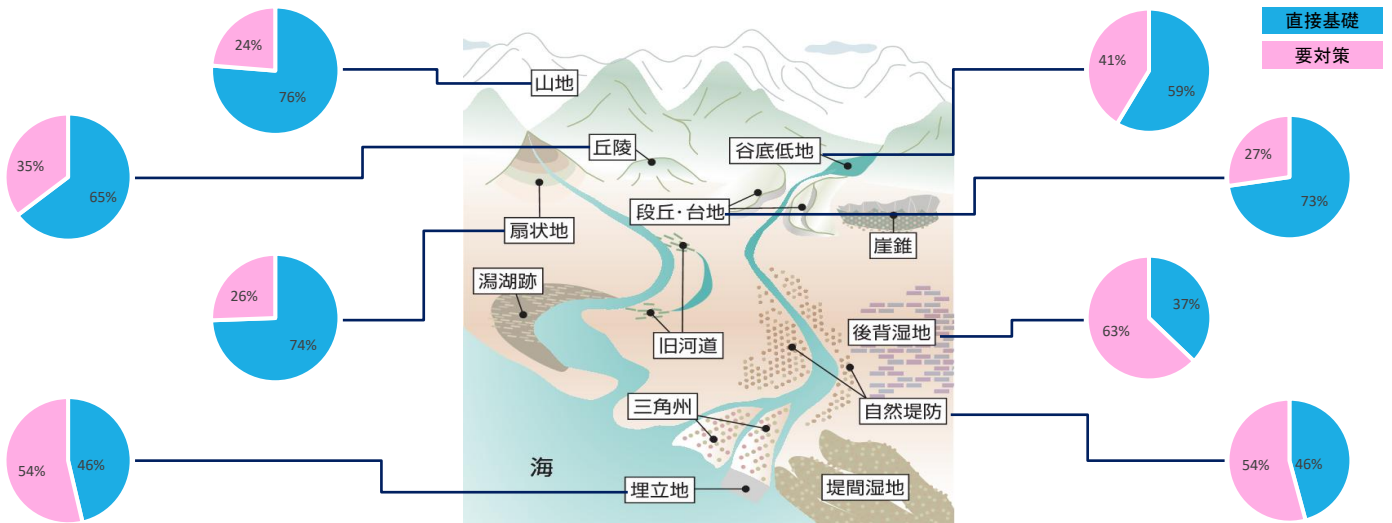 直接基礎
要対策
24%
76%
41%
59%
山地
35%
65%
丘陵
谷底低地
27%
73%
段丘・台地
扇状地
崖錐
26%
74%
潟湖跡
旧河道
後背湿地
37%
63%
三角州
自然堤防
54%
46%
海
埋立地
堤間湿地
54%
46%